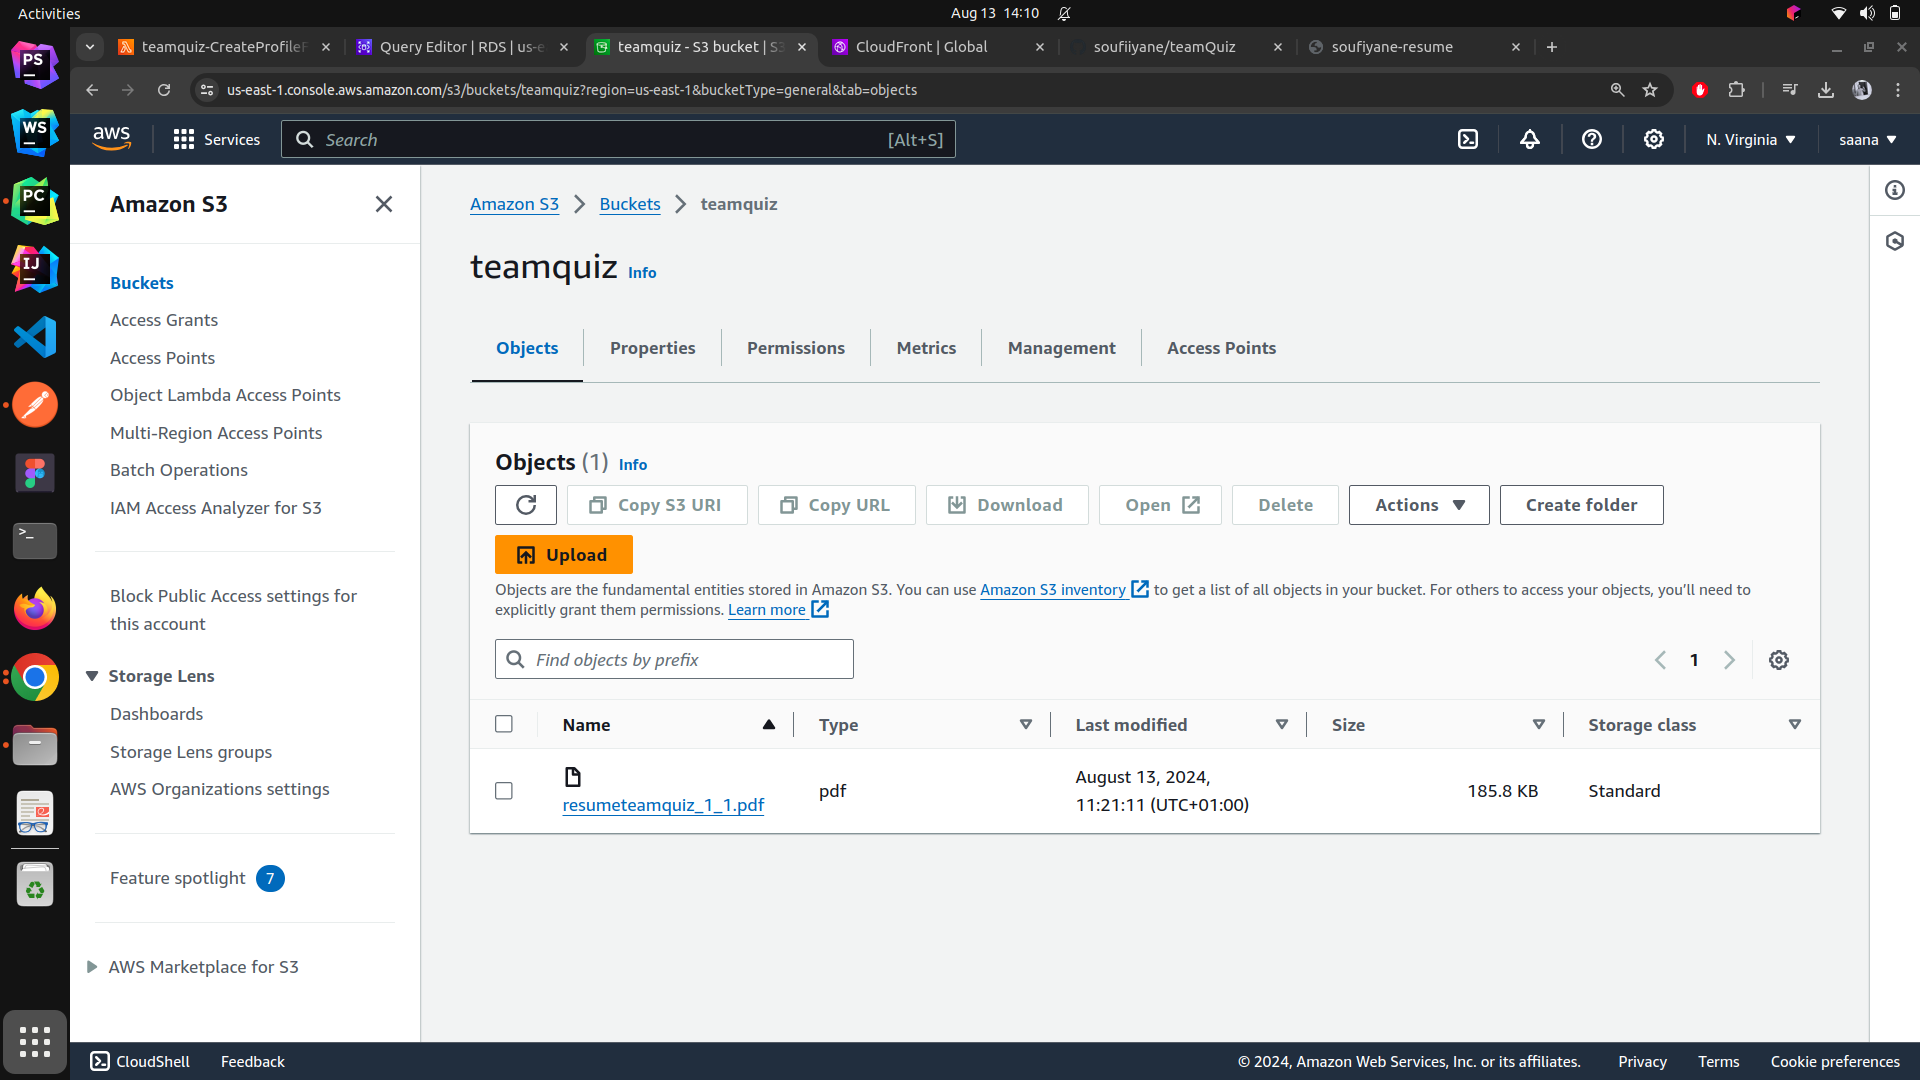 Activities
Aug 13 14:10
teamquiz-CreateProfileF
Query Editor | RDS | us-e
teamquiz - S3 bucket | S3
CloudFront | Global
soufiiyane/teamQuiz
soufiyane-resume
us-east-1.console.aws.amazon.com/s3/buckets/teamquiz?region=us-east-1&bucketType=general&tab=objects
aws
Services
Search
[Alt+S]
N. Virginia
saana
PS
WS
PC
IJ
>_
Amazon S3
Buckets
Access Grants
Access Points
Object Lambda Access Points
Multi-Region Access Points
Batch Operations
IAM Access Analyzer for S3
Block Public Access settings for
this account
Storage Lens
Dashboards
Storage Lens groups
AWS Organizations settings
Feature spotlight 7
AWS Marketplace for S3
Amazon S3
Buckets
teamquiz
teamquiz Info
Objects
Properties
Permissions
Metrics
Management
Access Points
Objects (1) Info
Copy S3 URI
Copy URL
Download
Open
Delete
Actions
Create folder
Upload
Objects are the fundamental entities stored in Amazon S3. You can use Amazon S3 inventory to get a list of all objects in your bucket. For others to access your objects, you’ll need to
explicitly grant them permissions. Learn more
Find objects by prefix
1
Name
Type
Last modified
Size
Storage class
resumeteamquiz_1_1.pdf
pdf
August 13, 2024,
11:21:11 (UTC+01:00)
185.8 KB
Standard
CloudShell
Feedback
© 2024, Amazon Web Services, Inc. or its affiliates.
Privacy
Terms
Cookie preferences